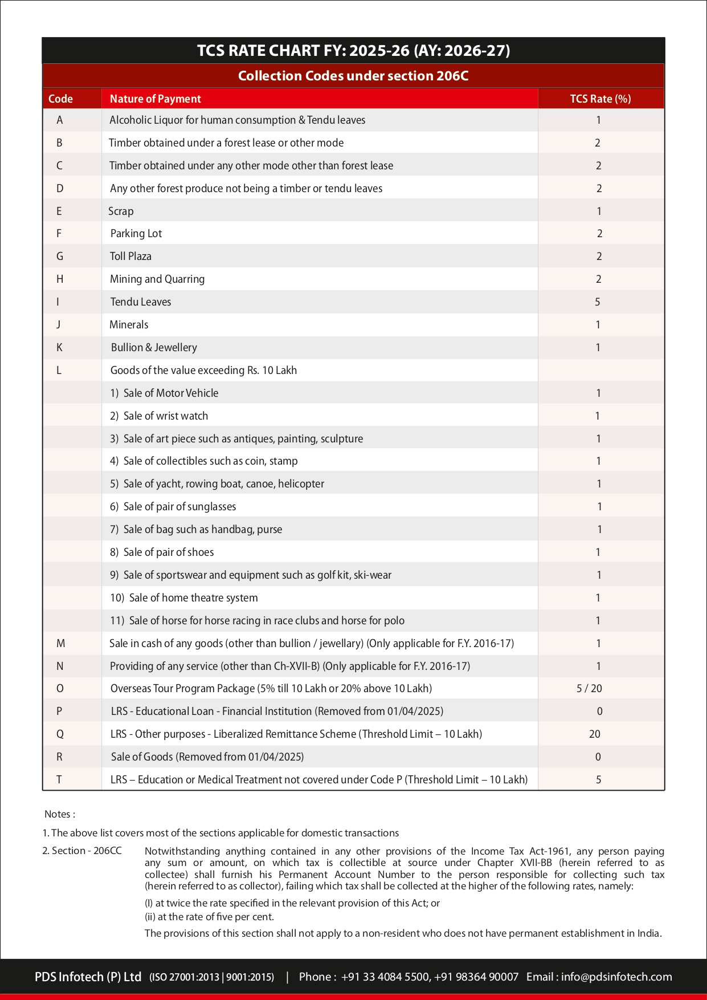 TCS RATE CHART FY: 2025-26 (AY: 2026-27)
Collection Codes under section 206C
Code Nature of Payment TCS Rate (%)
A Alcoholic Liquor for human consumption & Tendu leaves 1
B Timber obtained under a forest lease or other mode 2
C Timber obtained under any other mode other than forest lease 2
D Any other forest produce not being a timber or tendu leaves 2
E Scrap 1
F Parking Lot 2
G Toll Plaza 2
H Mining and Quarring 2
I Tendu Leaves 5
J Minerals 1
K Bullion & Jewellery 1
L Goods of the value exceeding Rs. 10 Lakh
1) Sale of Motor Vehicle 1
2) Sale of wrist watch 1
3) Sale of art piece such as antiques, painting, sculpture 1
4) Sale of collectibles such as coin, stamp 1
5) Sale of yacht, rowing boat, canoe, helicopter 1
6) Sale of pair of sunglasses 1
7) Sale of bag such as handbag, purse 1
8) Sale of pair of shoes 1
9) Sale of sportswear and equipment such as golf kit, ski-wear 1
10) Sale of home theatre system 1
11) Sale of horse for horse racing in race clubs and horse for polo 1
M Sale in cash of any goods (other than bullion / jewellary) (Only applicable for F.Y. 2016-17) 1
N Providing of any service (other than Ch-XVII-B) (Only applicable for F.Y. 2016-17) 1
O Overseas Tour Program Package (5% till 10 Lakh or 20% above 10 Lakh) 5 / 20
P LRS - Educational Loan - Financial Institution (Removed from 01/04/2025) 0
Q LRS - Other purposes - Liberalized Remittance Scheme (Threshold Limit – 10 Lakh) 20
R Sale of Goods (Removed from 01/04/2025) 0
T LRS – Education or Medical Treatment not covered under Code P (Threshold Limit – 10 Lakh) 5
Notes :
1. The above list covers most of the sections applicable for domestic transactions
2. Section - 206CC Notwithstanding anything contained in any other provisions of the Income Tax Act-1961, any person paying
any sum or amount, on which tax is collectible at source under Chapter XVII-BB (herein referred to as
collectee) shall furnish his Permanent Account Number to the person responsible for collecting such tax
(herein referred to as collector), failing which tax shall be collected at the higher of the following rates, namely:
(I) at twice the rate specified in the relevant provision of this Act; or
(ii) at the rate of five per cent.
The provisions of this section shall not apply to a non-resident who does not have permanent establishment in India.
PDS Infotech (P) Ltd (ISO 27001:2013 | 9001:2015) | Phone : +91 33 4084 5500, +91 98364 90007 Email : info@pdsinfotech.com